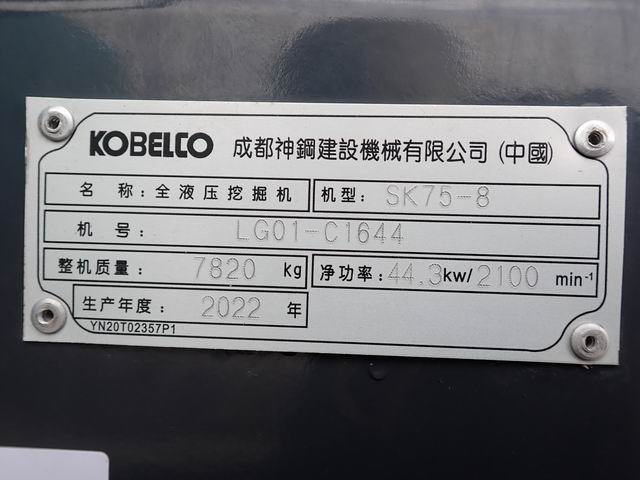 KOBELCO 成都神鋼建設機械有限公司 (中國)
名 称: 全液压挖掘机 机型: SK75-8
机 号: LG01-C1644
整机质量: 7820 kg 净功率: 44.3kw/2100 min-1
生产年度: 2022 年
YN20T02357P1